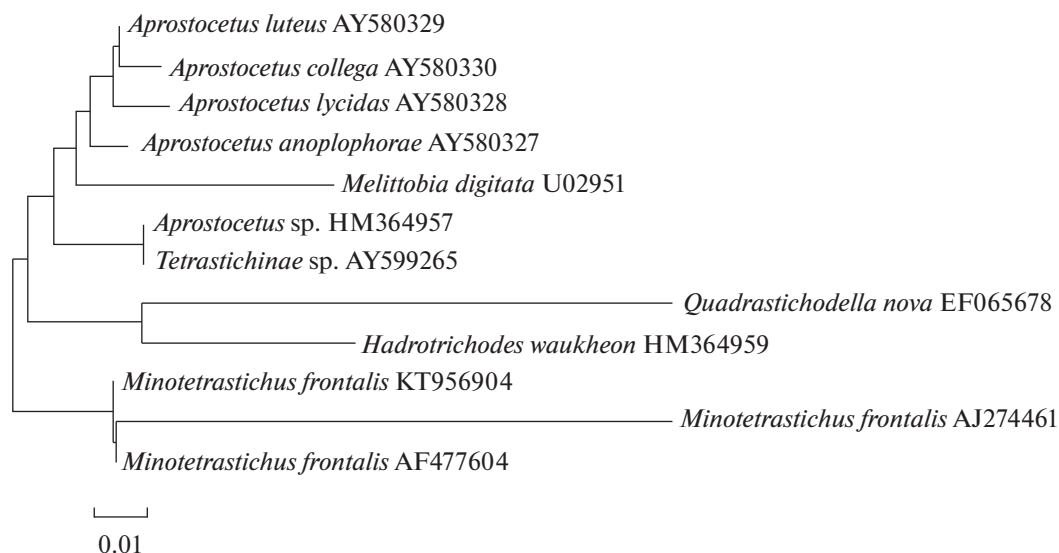 Aprostocetus luteus AY580329
Aprostocetus collega AY580330
Aprostocetus lycidas AY580328
Aprostocetus anoplophorae AY580327
Melittobia digitata U02951
Aprostocetus sp. HM364957
Tetrastichinae sp. AY599265
Quadrastichodella nova EF065678
Hadrotrichodes waukheon HM364959
Minotetrastichus frontalis KT956904
Minotetrastichus frontalis AJ274461
Minotetrastichus frontalis AF477604
0.01